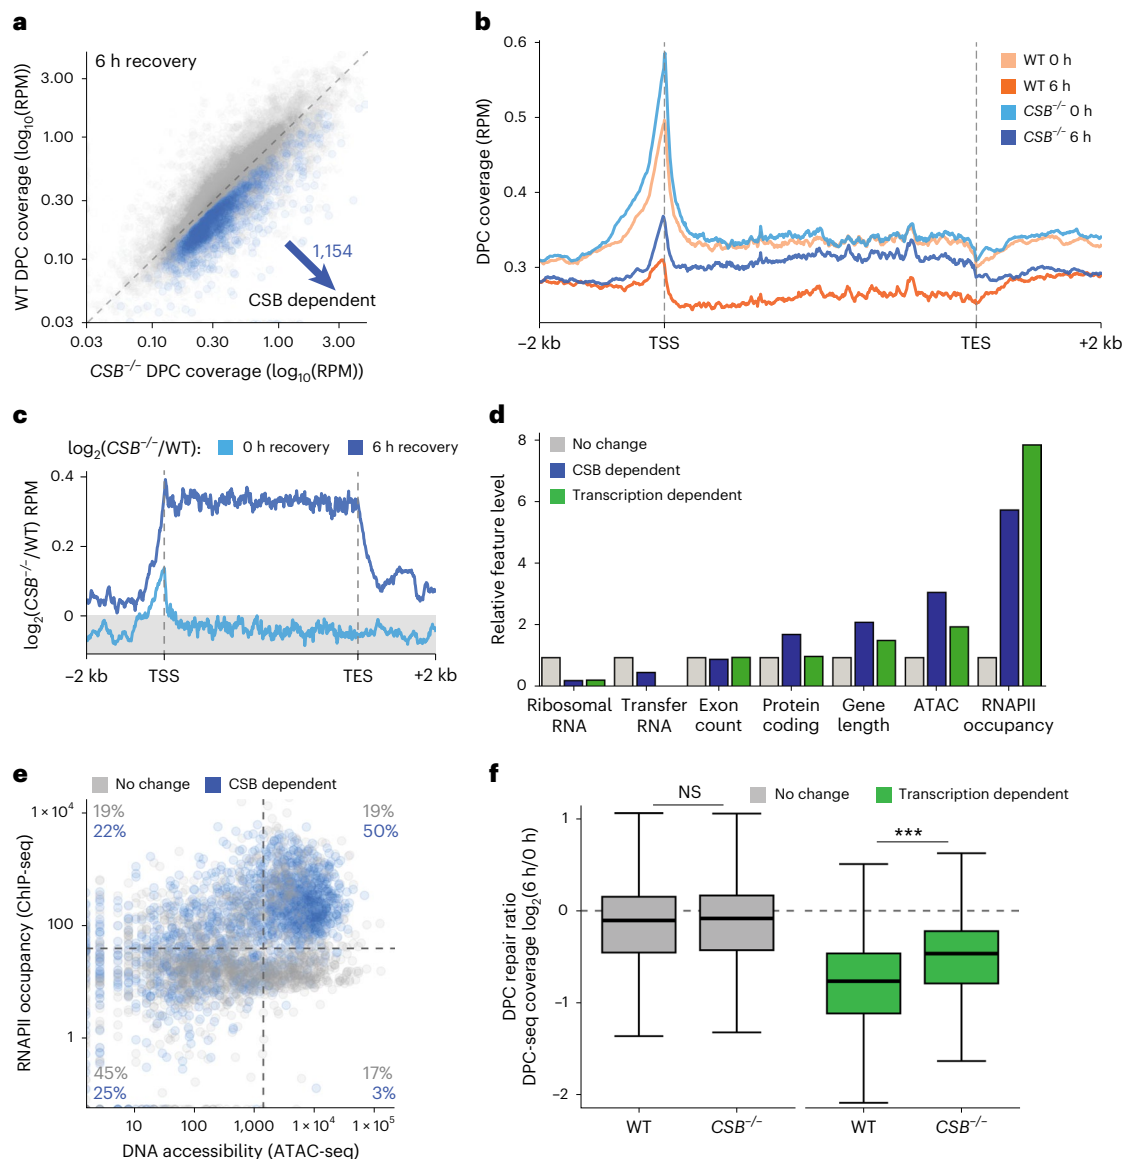 a
6 h recovery
WT DPC coverage (log10(RPM))
3.00
1.00
0.30
0.10
0.03
1,154
CSB dependent
0.03 0.10 0.30 1.00 3.00
CSB−/− DPC coverage (log10(RPM))
b
DPC coverage (RPM)
0.6
0.5
0.4
0.3
WT 0 h
WT 6 h
CSB−/− 0 h
CSB−/− 6 h
−2 kb TSS TES +2 kb
c
log2(CSB−/−/WT): 0 h recovery 6 h recovery
log2(CSB−/−/WT) RPM
0.4
0.2
0
−2 kb TSS TES +2 kb
d
Relative feature level
8
6
4
2
0
No change
CSB dependent
Transcription dependent
Ribosomal RNA
Transfer RNA
Exon count
Protein coding
Gene length
ATAC
RNAPII occupancy
e
No change CSB dependent
RNAPII occupancy (ChIP-seq)
1 × 10⁴
100
1
19%
22%
19%
50%
45%
25%
17%
3%
10 100 1,000 1 × 10⁴ 1 × 10⁵
DNA accessibility (ATAC-seq)
f
NS
No change Transcription dependent
***
DPC repair ratio
DPC-seq coverage log2(6 h/0 h)
1
0
−1
−2
WT CSB−/− WT CSB−/−